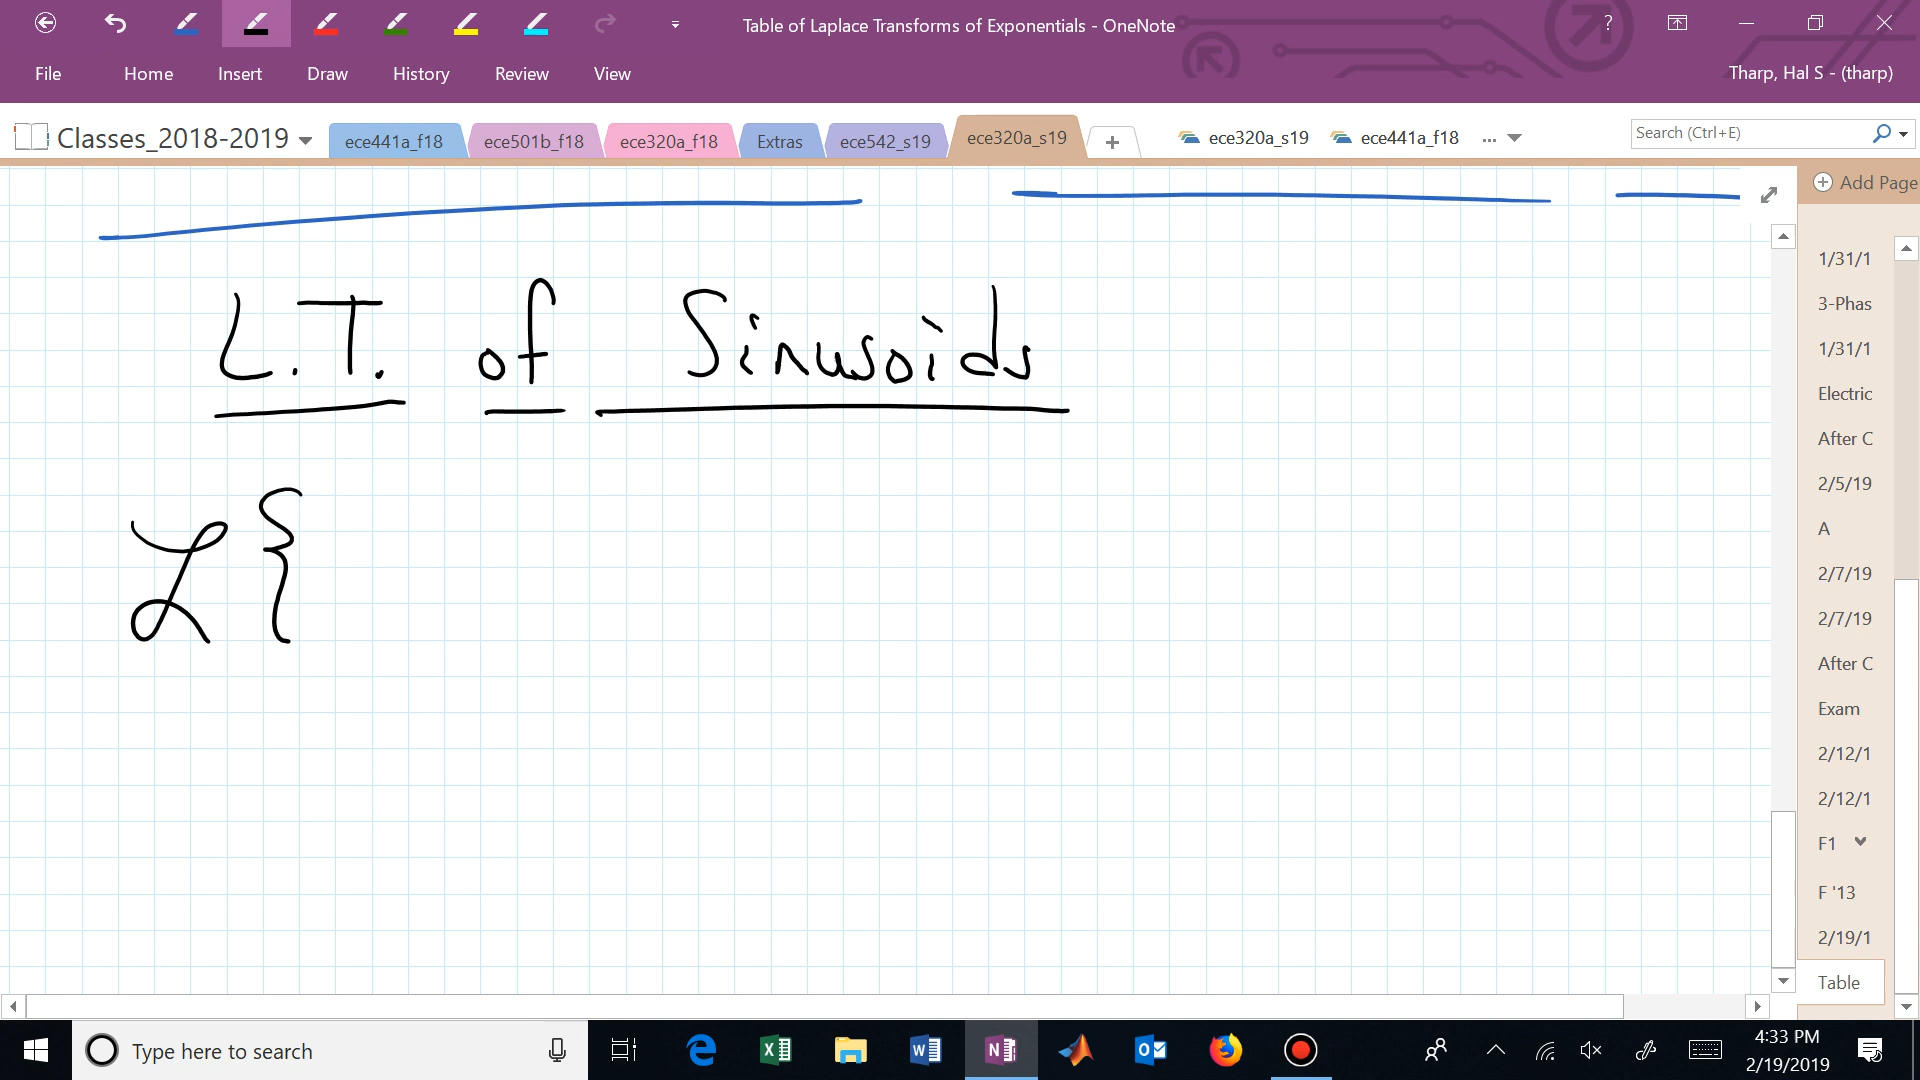 Table of Laplace Transforms of Exponentials - OneNote
?
File Home Insert Draw History Review View
Tharp, Hal S - (tharp)
Classes_2018-2019
ece441a_f18 ece501b_f18 ece320a_f18 Extras ece542_s19 ece320a_s19 +
ece320a_s19 ece441a_f18 ...
Search (Ctrl+E)
Add Page
L.T. of Sinusoids
ℒ{
1/31/1
3-Phas
1/31/1
Electric
After C
2/5/19
A
2/7/19
2/7/19
After C
Exam
2/12/1
2/12/1
F1
F '13
2/19/1
Table
Type here to search
4:33 PM
2/19/2019